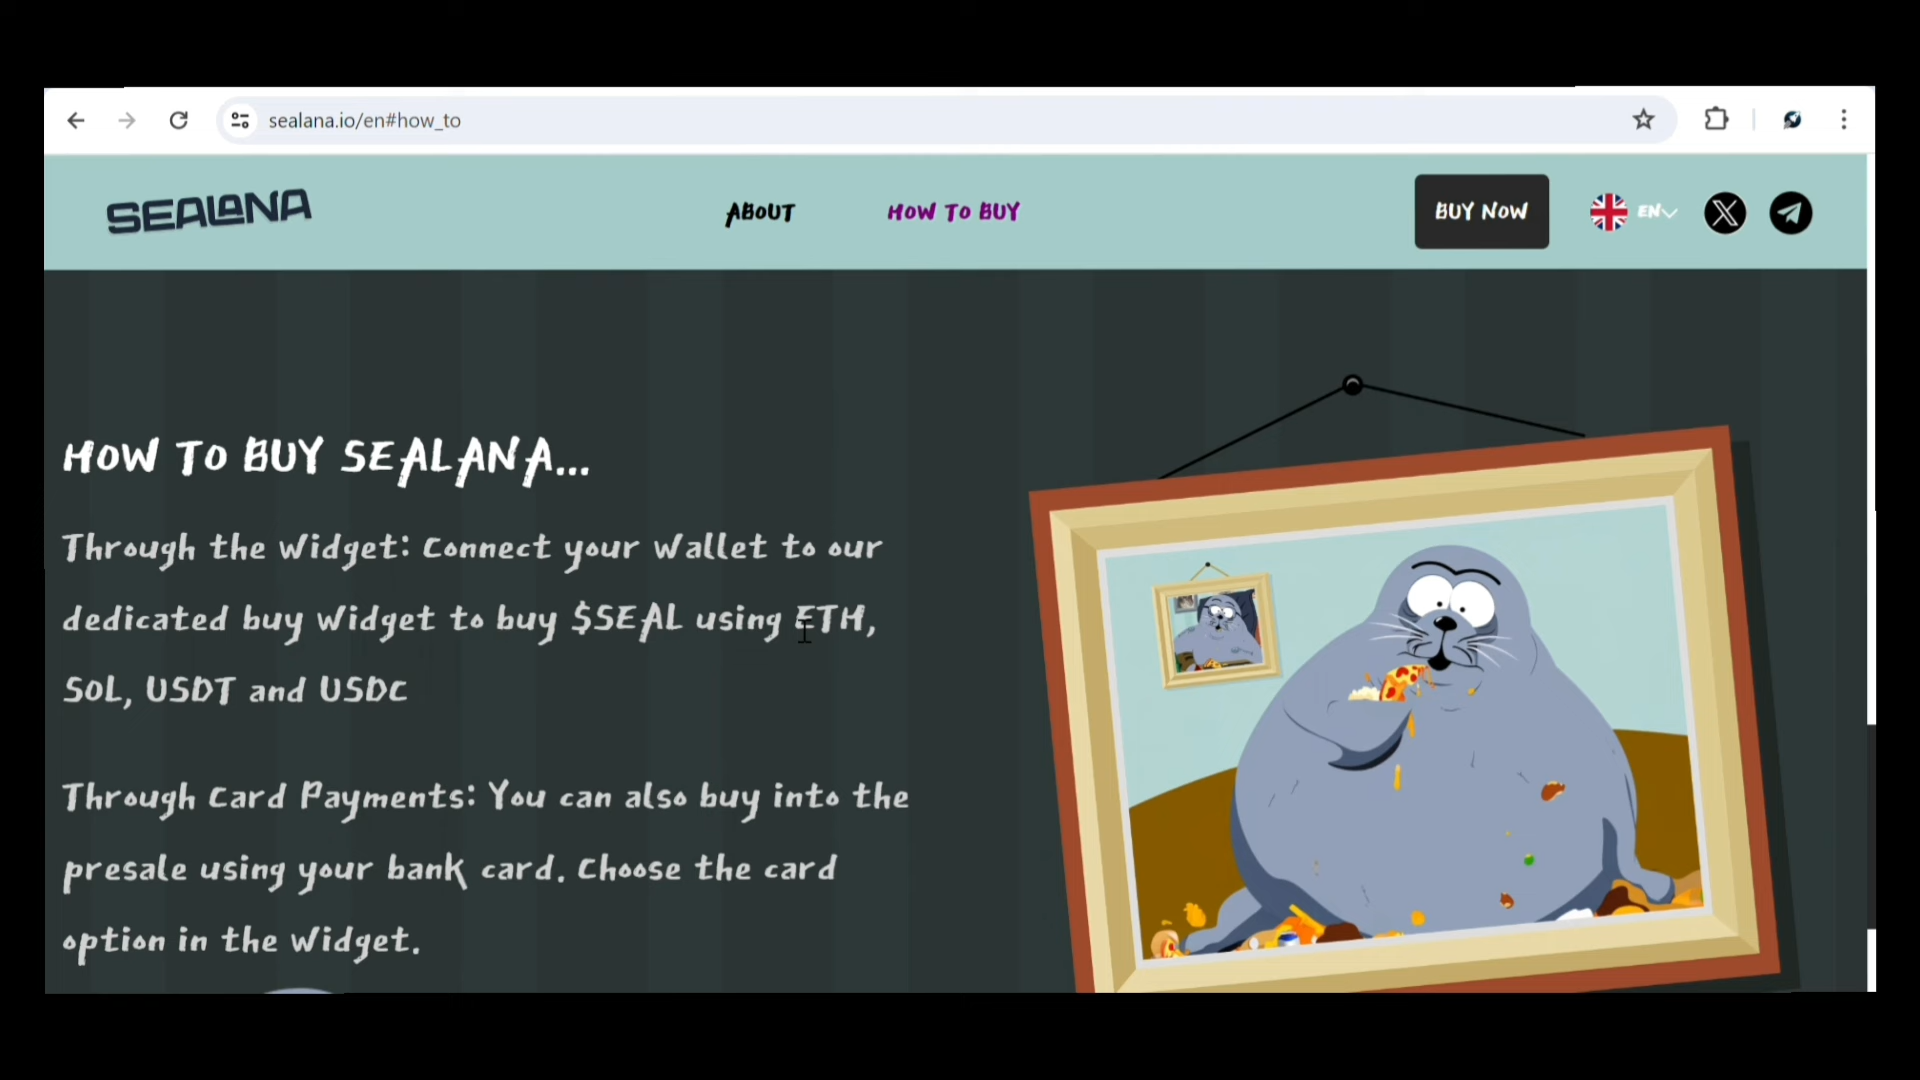 sealana.io/en#how_to
SEALANA
ABOUT
HOW TO BUY
BUY NOW
EN
HOW TO BUY SEALANA...
Through the Widget: Connect your wallet to our
dedicated buy widget to buy $SEAL using ETH,
SOL, USDT and USDC
Through Card Payments: You can also buy into the
presale using your bank card. Choose the card
option in the widget.